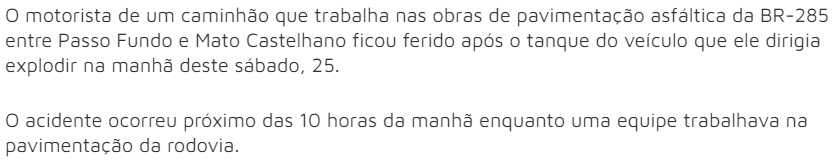 O motorista de um caminhão que trabalha nas obras de pavimentação asfáltica da BR-285
entre Passo Fundo e Mato Castelhano ficou ferido após o tanque do veículo que ele dirigia
explodir na manhã deste sábado, 25.
O acidente ocorreu próximo das 10 horas da manhã enquanto uma equipe trabalhava na
pavimentação da rodovia.